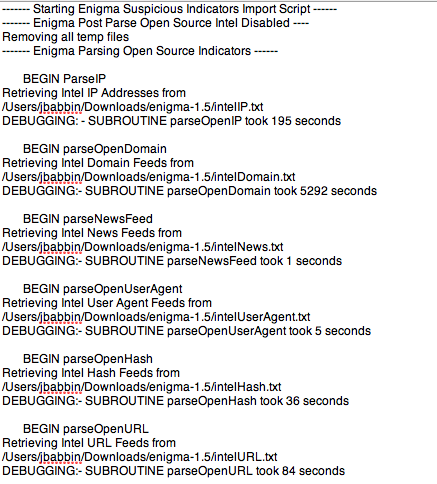 ------- Starting Enigma Suspicious Indicators Import Script ------
------- Enigma Post Parse Open Source Intel Disabled ----
Removing all temp files
------- Enigma Parsing Open Source Indicators ------
BEGIN ParseIP
Retrieving Intel IP Addresses from
/Users/jbabbin/Downloads/enigma-1.5/intelIP.txt
DEBUGGING: - SUBROUTINE parseOpenIP took 195 seconds
BEGIN parseOpenDomain
Retrieving Intel Domain Feeds from
/Users/jbabbin/Downloads/enigma-1.5/intelDomain.txt
DEBUGGING:- SUBROUTINE parseOpenDomain took 5292 seconds
BEGIN parseNewsFeed
Retrieving Intel News Feeds from
/Users/jbabbin/Downloads/enigma-1.5/intelNews.txt
DEBUGGING:- SUBROUTINE parseNewsFeed took 1 seconds
BEGIN parseOpenUserAgent
Retrieving Intel User Agent Feeds from
/Users/jbabbin/Downloads/enigma-1.5/intelUserAgent.txt
DEBUGGING:- SUBROUTINE parseOpenUserAgent took 5 seconds
BEGIN parseOpenHash
Retrieving Intel Hash Feeds from
/Users/jbabbin/Downloads/enigma-1.5/intelHash.txt
DEBUGGING:- SUBROUTINE parseOpenHash took 36 seconds
BEGIN parseOpenURL
Retrieving Intel URL Feeds from
/Users/jbabbin/Downloads/enigma-1.5/intelURL.txt
DEBUGGING:- SUBROUTINE parseOpenURL took 84 seconds